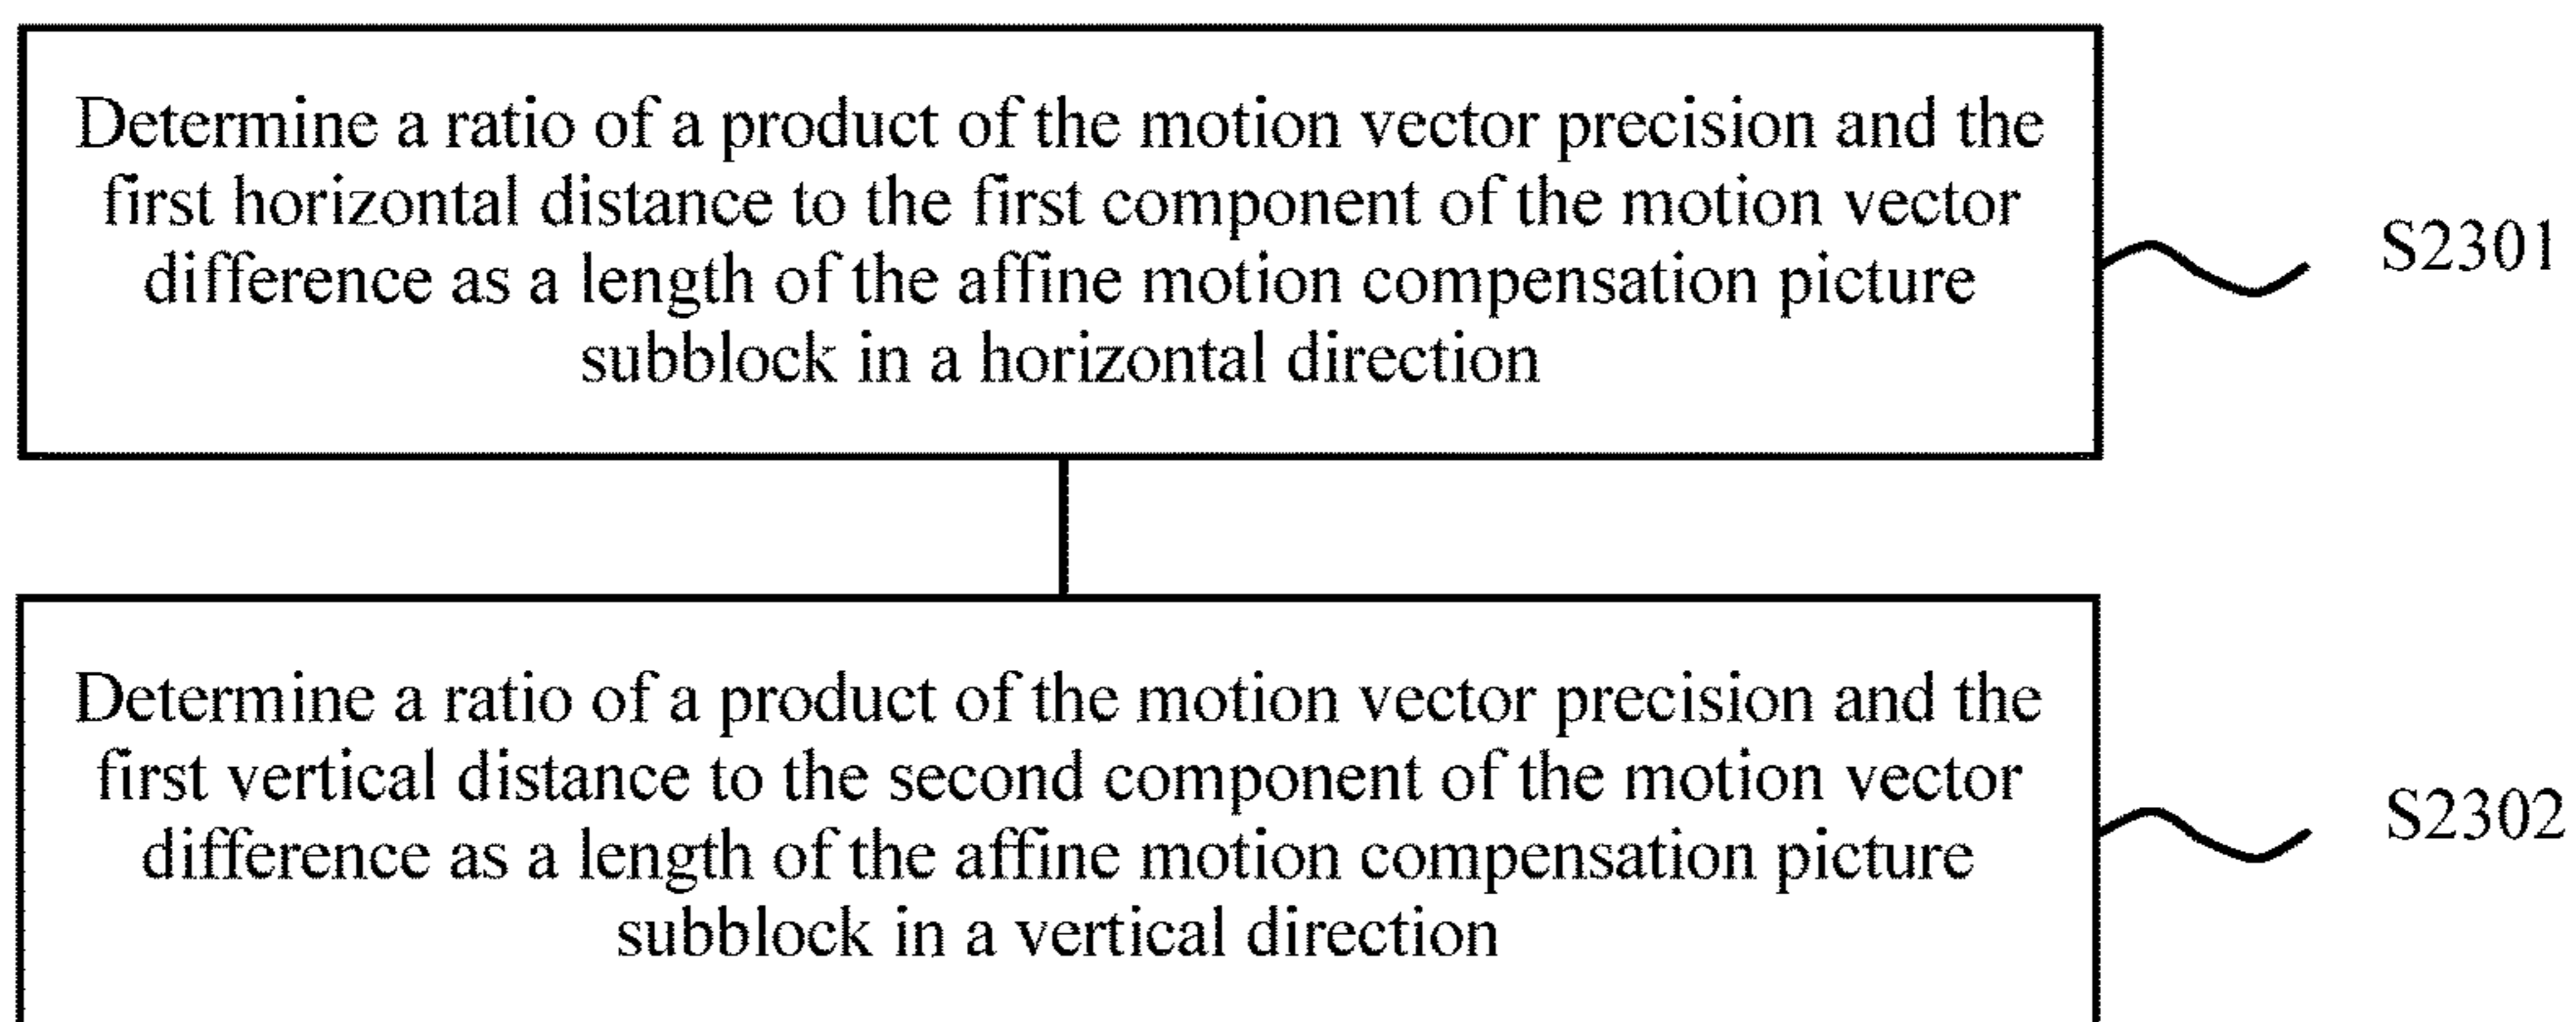 Determine a ratio of a product of the motion vector precision and the
first horizontal distance to the first component of the motion vector
difference as a length of the affine motion compensation picture
subblock in a horizontal direction
S2301
Determine a ratio of a product of the motion vector precision and the
first vertical distance to the second component of the motion vector
difference as a length of the affine motion compensation picture
subblock in a vertical direction
S2302